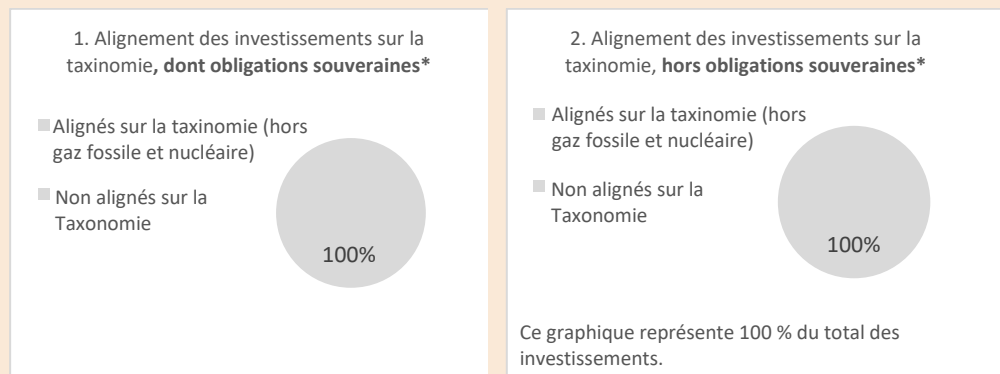 1. Alignement des investissements sur la
taxinomie, dont obligations souveraines*
Alignés sur la taxinomie (hors
gaz fossile et nucléaire)
Non alignés sur la
Taxonomie
100%
2. Alignement des investissements sur la
taxinomie, hors obligations souveraines*
Alignés sur la taxinomie (hors
gaz fossile et nucléaire)
Non alignés sur la
Taxonomie
100%
Ce graphique représente 100 % du total des
investissements.